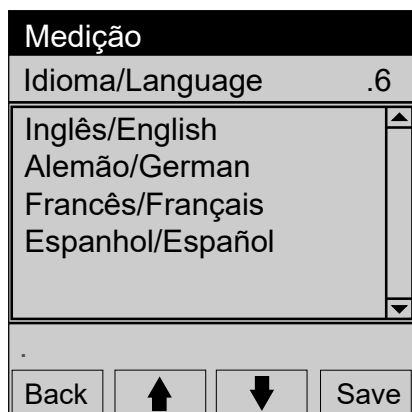 Medição
Idioma/Language .6
Inglês/English
Alemão/German
Francês/Français
Espanhol/Español
.
Back Save